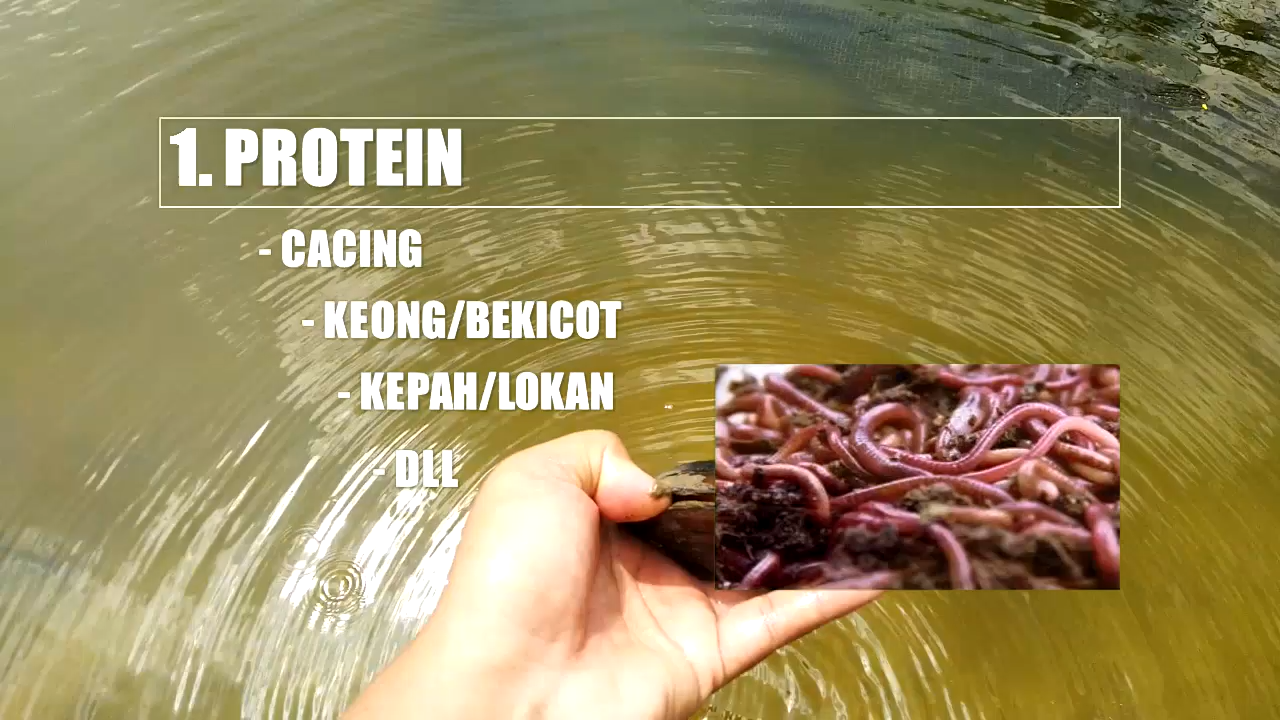 1. PROTEIN
- CACING
- KEONG/BEKICOT
- KEPAH/LOKAN
- DLL